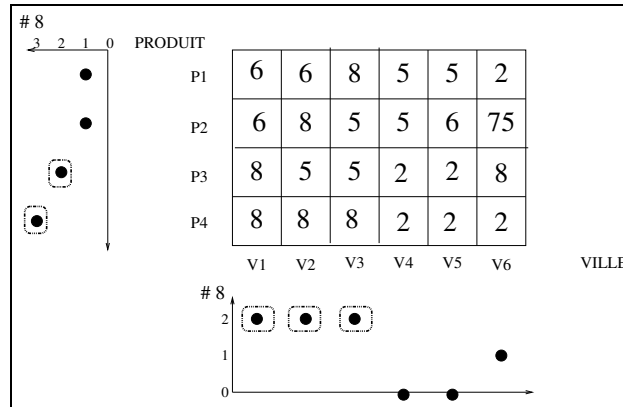 # 8
3 2 1 0 PRODUIT
P1 6 6 8 5 5 2
P2 6 8 5 5 6 75
P3 8 5 5 2 2 8
P4 8 8 8 2 2 2
V1 V2 V3 V4 V5 V6 VILLE
# 8
2
1
0